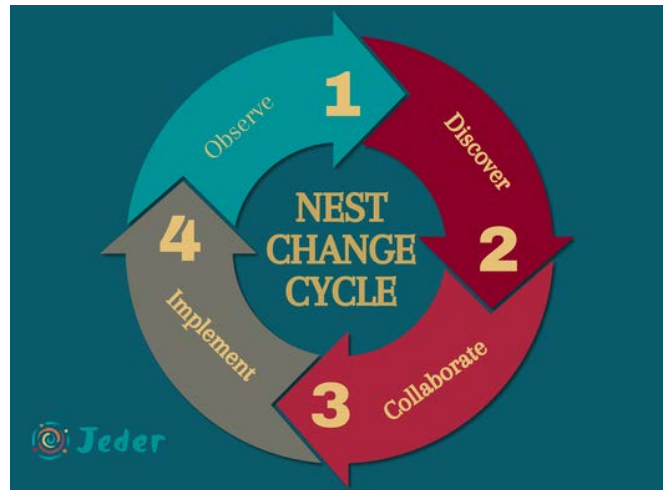 1
Observe
Discover
2
NEST
CHANGE
CYCLE
4
Implement
3
Collaborate
Jeder